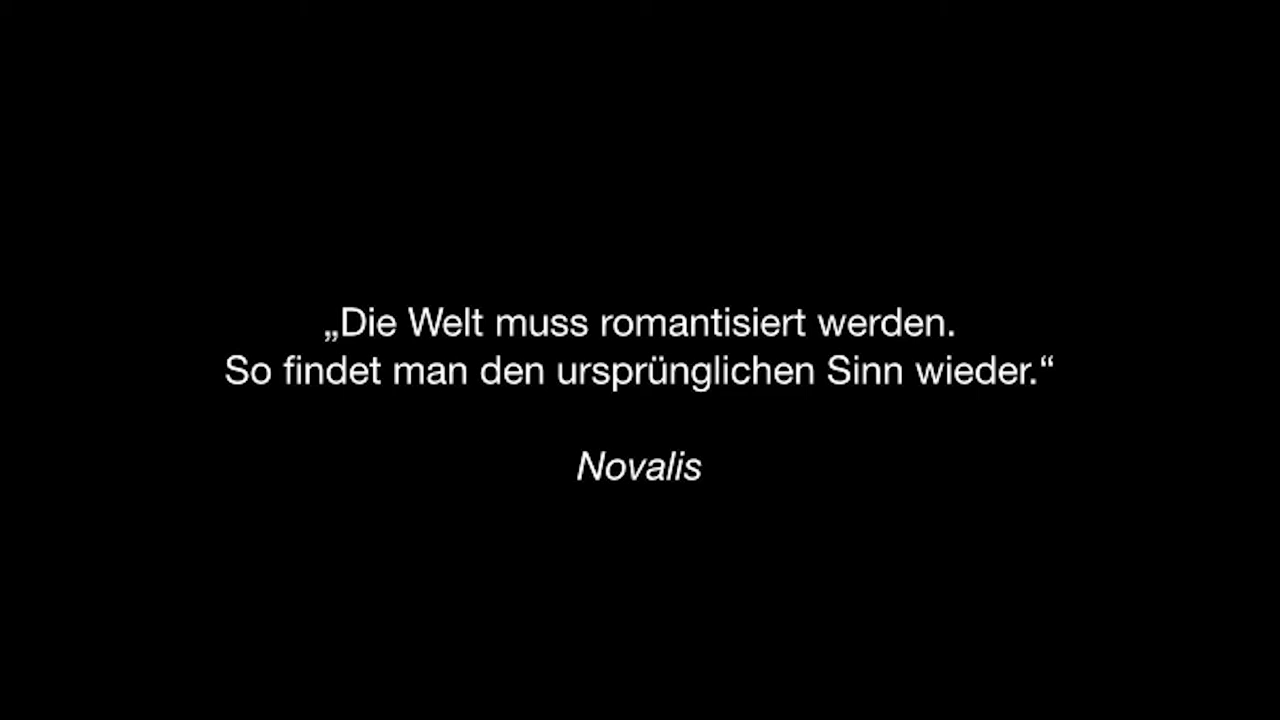 „Die Welt muss romantisiert werden.
So findet man den ursprünglichen Sinn wieder.“
Novalis